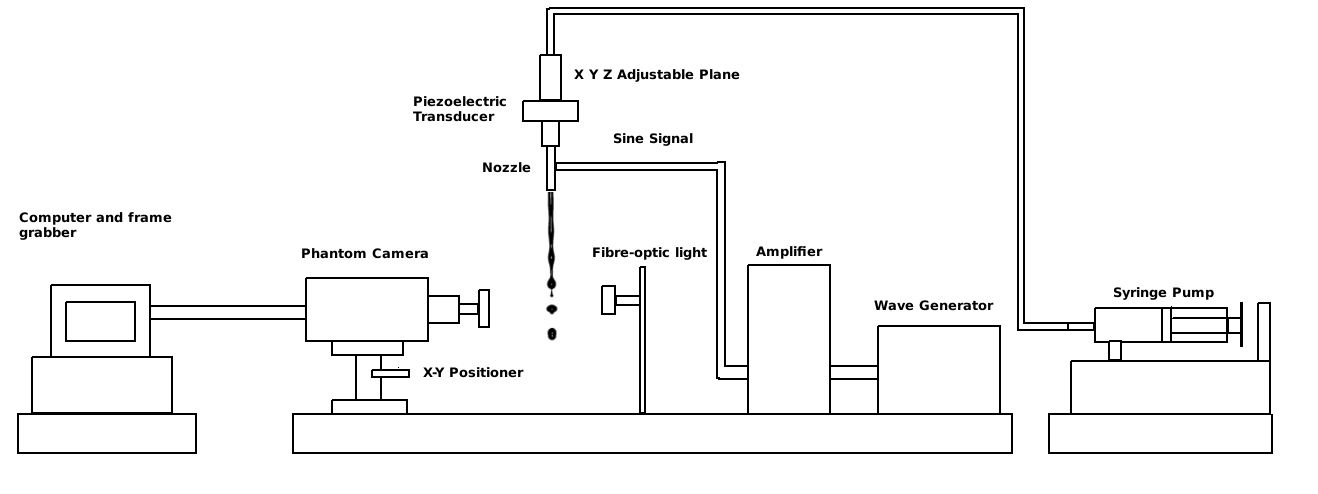 X Y Z Adjustable Plane
Piezoelectric
Transducer
Sine Signal
Nozzle
Computer and frame
grabber
Phantom Camera
Fibre-optic light
Amplifier
Wave Generator
Syringe Pump
X-Y Positioner